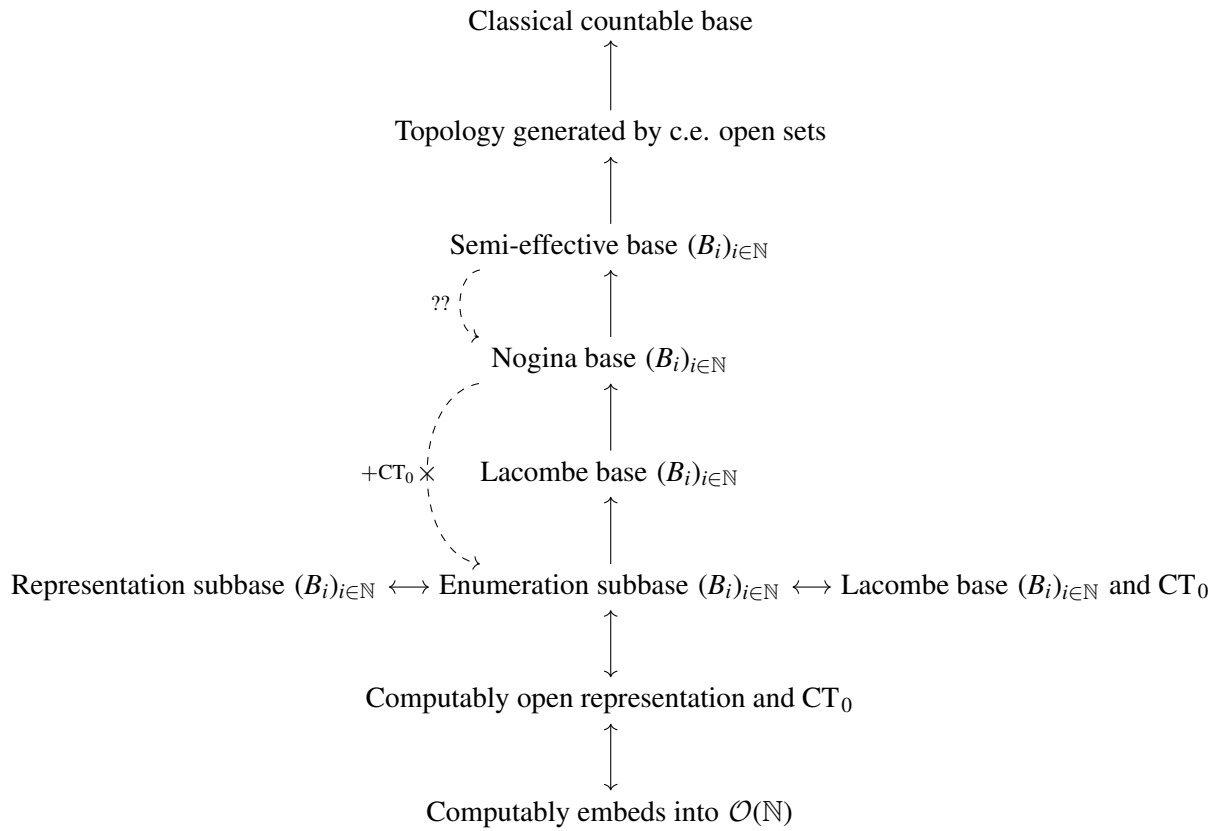 Classical countable base
Topology generated by c.e. open sets
Semi-effective base (B_i)_{i∈ℕ}
??
Nogina base (B_i)_{i∈ℕ}
+CT_0 Lacombe base (B_i)_{i∈ℕ}
Representation subbase (B_i)_{i∈ℕ} ⟷ Enumeration subbase (B_i)_{i∈ℕ} ⟷ Lacombe base (B_i)_{i∈ℕ} and CT_0
Computably open representation and CT_0
Computably embeds into 𝒪(ℕ)